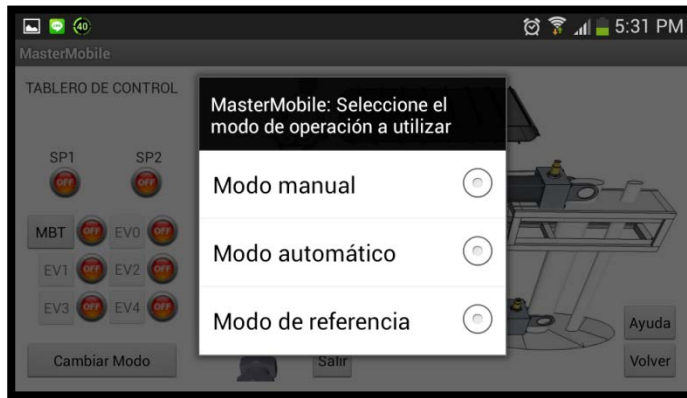 40
5:31 PM
MasterMobile
TABLERO DE CONTROL
MasterMobile: Seleccione el
modo de operación a utilizar
SP1 SP2
OFF OFF
Modo manual
MBT OFF EV0 OFF
Modo automático
EV1 OFF EV2 OFF
EV3 OFF EV4 OFF
Modo de referencia
Ayuda
Cambiar Modo
Salir
Volver